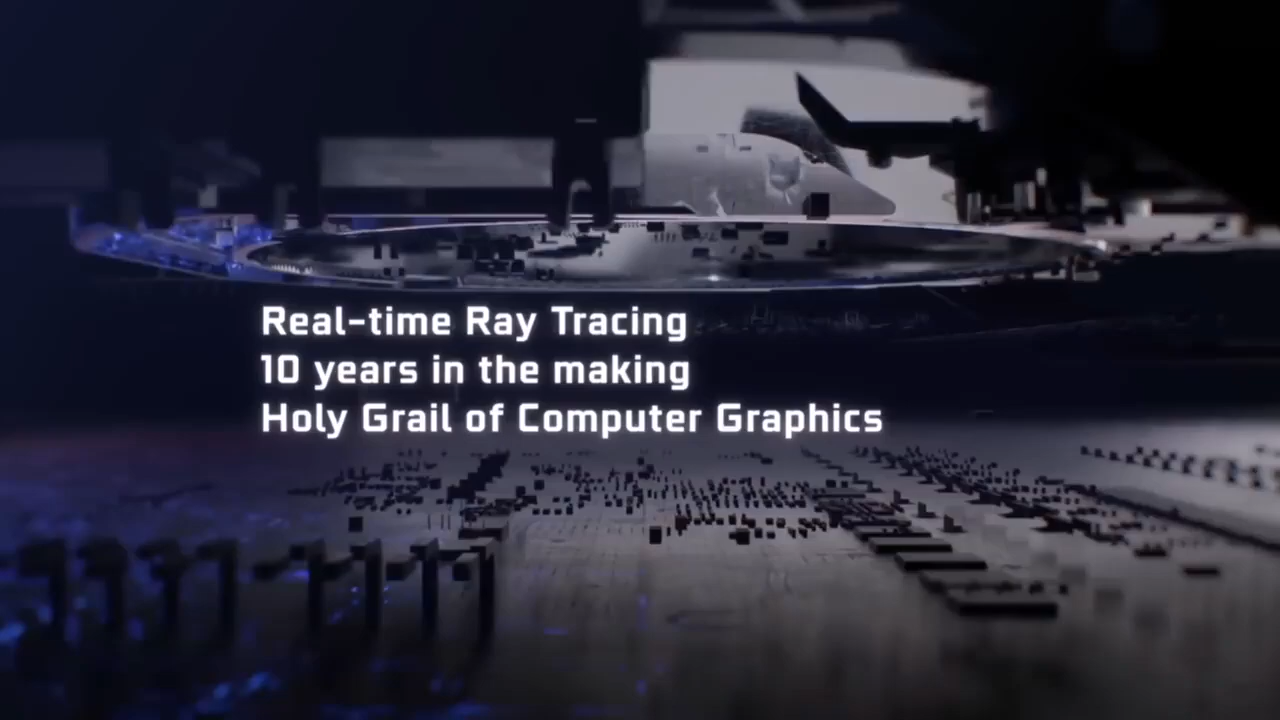 Real-time Ray Tracing
10 years in the making
Holy Grail of Computer Graphics